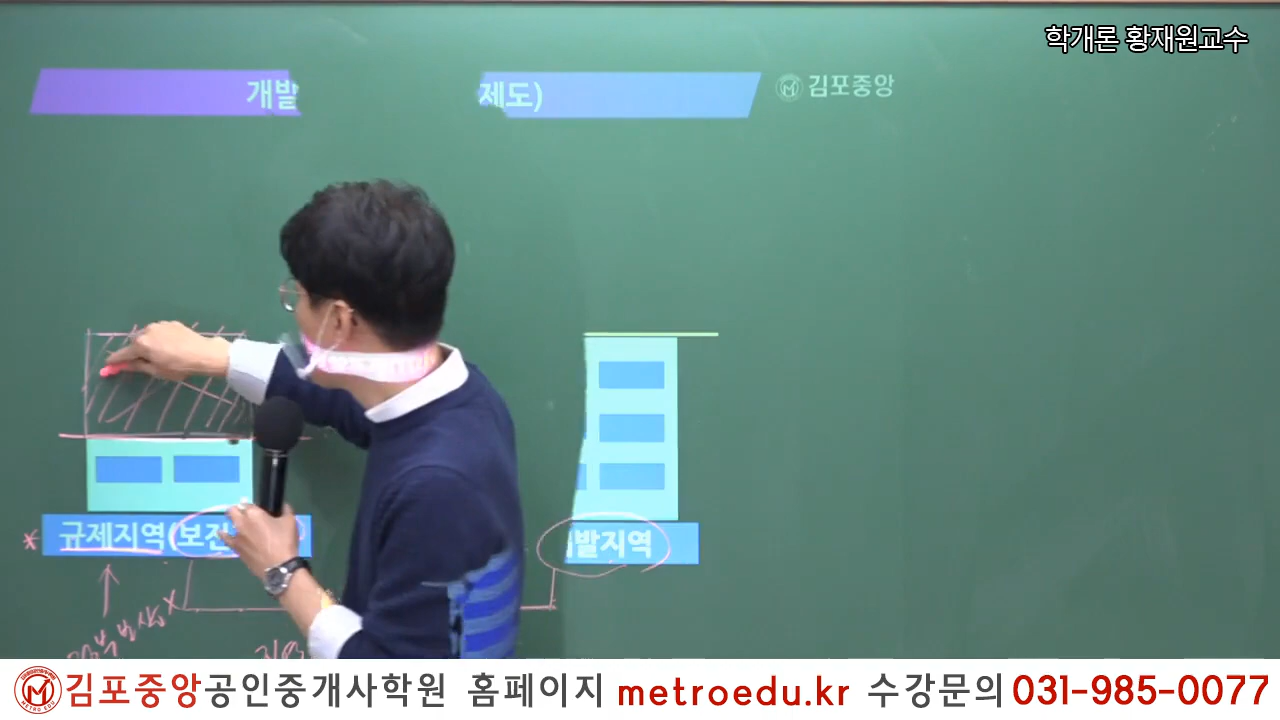 학개론 황재원교수
개발 제도)
김포중앙
규제지역(보전
발지역
김포중앙공인중개사학원 홈페이지 metroedu.kr 수강문의 031-985-0077